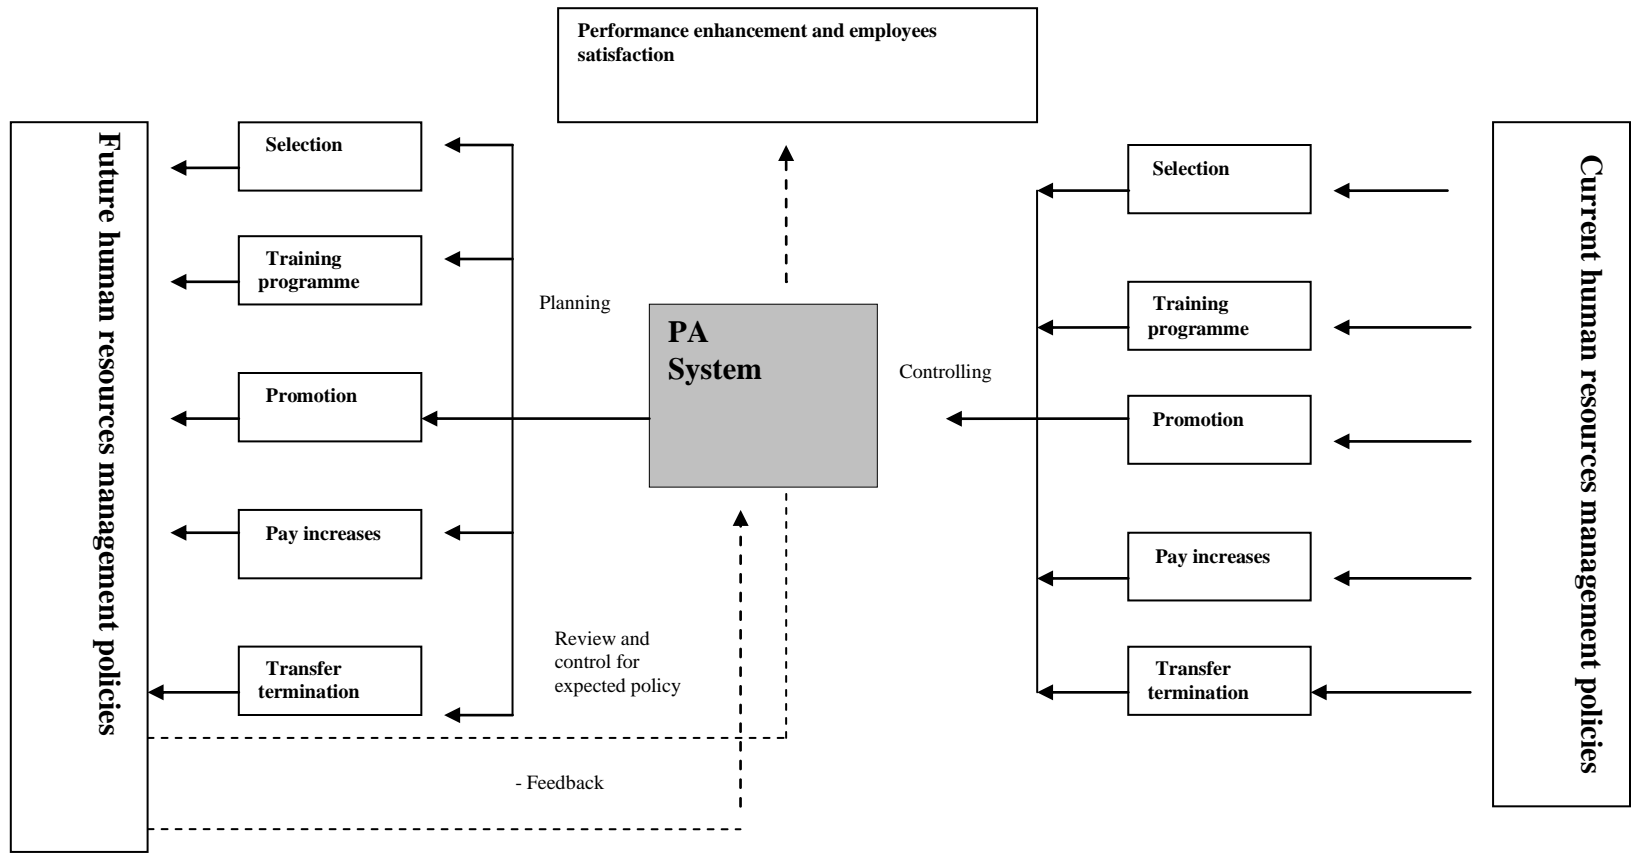 Performance enhancement and employees
satisfaction
Future human resources management policies
Selection
Training
programme
Promotion
Pay increases
Transfer
termination
Planning
PA
System
Controlling
Review and
control for
expected policy
- Feedback
Selection
Training
programme
Promotion
Pay increases
Transfer
termination
Current human resources management policies